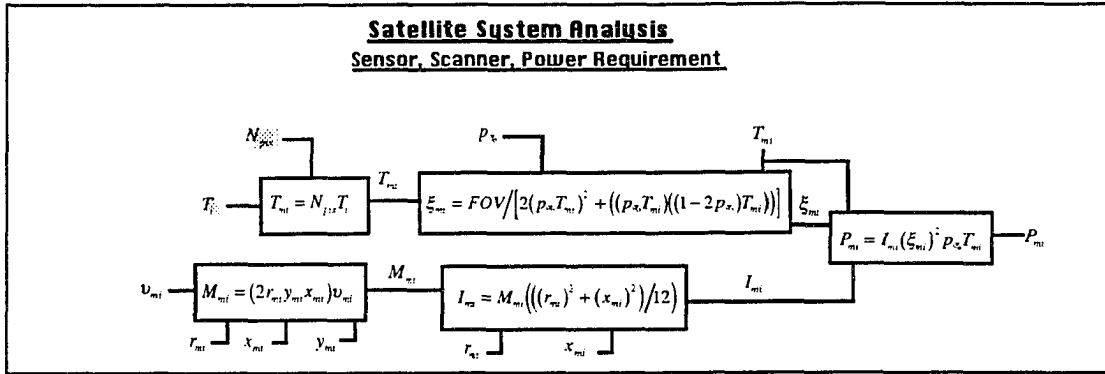 Satellite System Analysis
Sensor, Scanner, Power Requirement
N_pix p_x T_mi
T_i T_mi = N_pix T_i T_mi ξ_mi = FOV/[2(p_x T_mi)^2 + ((p_x T_mi)((1-2p_x)T_mi))] ξ_mi
P_mi = I_mi(ξ_mi)^2 p_x T_mi P_mi
υ_mi M_mi = (2r_mi y_mi x_mi)υ_mi M_mi I_mi = M_mi(((r_mi)^2 + (x_mi)^2)/12) I_mi
r_mi x_mi y_mi r_mi x_mi